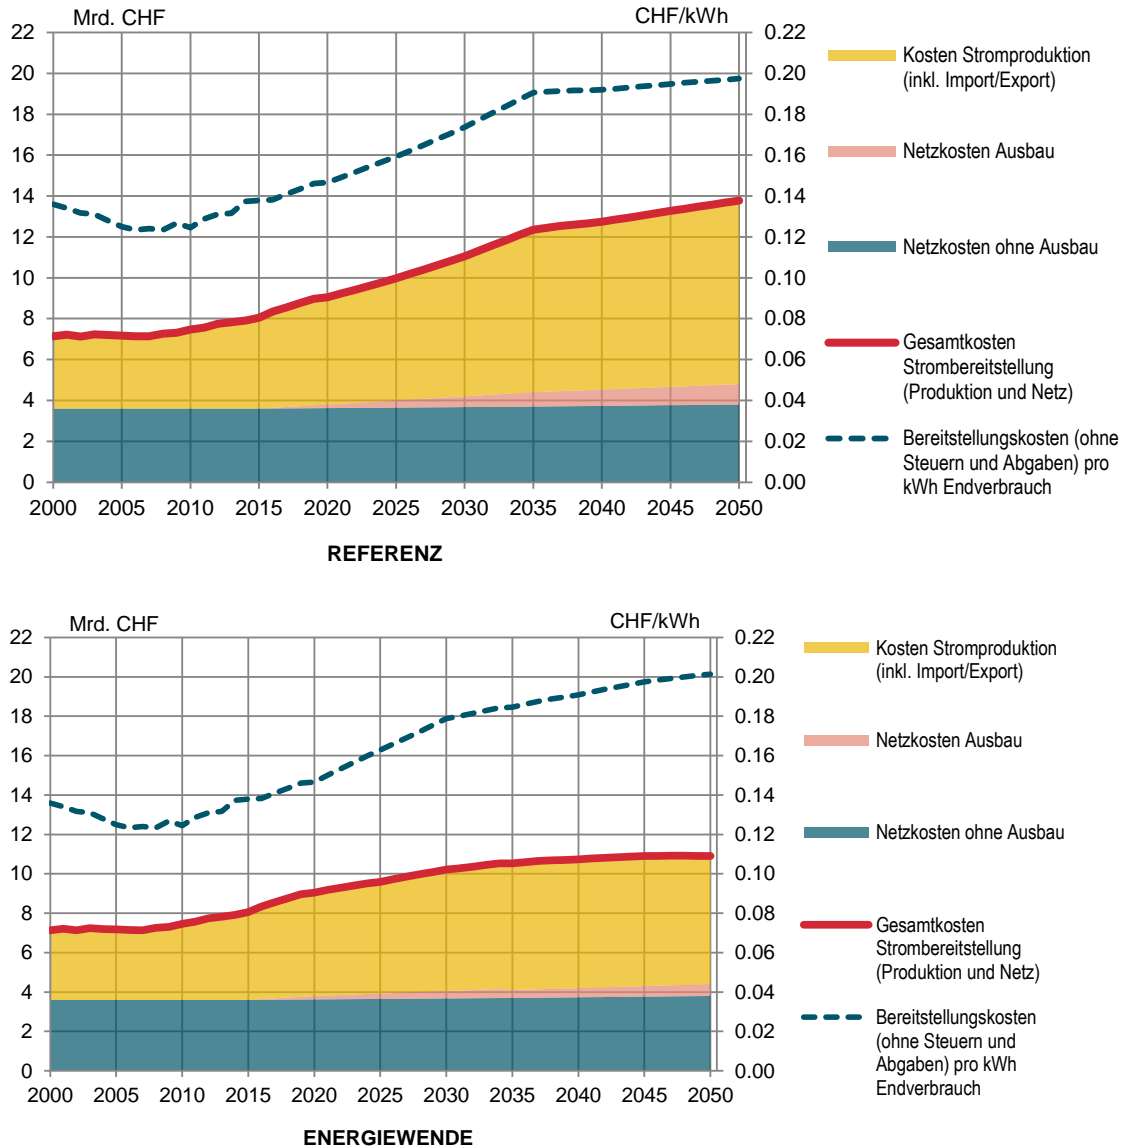 Mrd. CHF
CHF/kWh
22
20
18
16
14
12
10
8
6
4
2
0
0.22
0.20
0.18
0.16
0.14
0.12
0.10
0.08
0.06
0.04
0.02
0.00
2000 2005 2010 2015 2020 2025 2030 2035 2040 2045 2050
Kosten Stromproduktion
(inkl. Import/Export)
Netzkosten Ausbau
Netzkosten ohne Ausbau
Gesamtkosten
Strombereitstellung
(Produktion und Netz)
Bereitstellungskosten (ohne
Steuern und Abgaben) pro
kWh Endverbrauch
REFERENZ
Mrd. CHF
CHF/kWh
22
20
18
16
14
12
10
8
6
4
2
0
0.22
0.20
0.18
0.16
0.14
0.12
0.10
0.08
0.06
0.04
0.02
0.00
2000 2005 2010 2015 2020 2025 2030 2035 2040 2045 2050
Kosten Stromproduktion
(inkl. Import/Export)
Netzkosten Ausbau
Netzkosten ohne Ausbau
Gesamtkosten
Strombereitstellung
(Produktion und Netz)
Bereitstellungskosten
(ohne Steuern und
Abgaben) pro kWh
Endverbrauch
ENERGIEWENDE